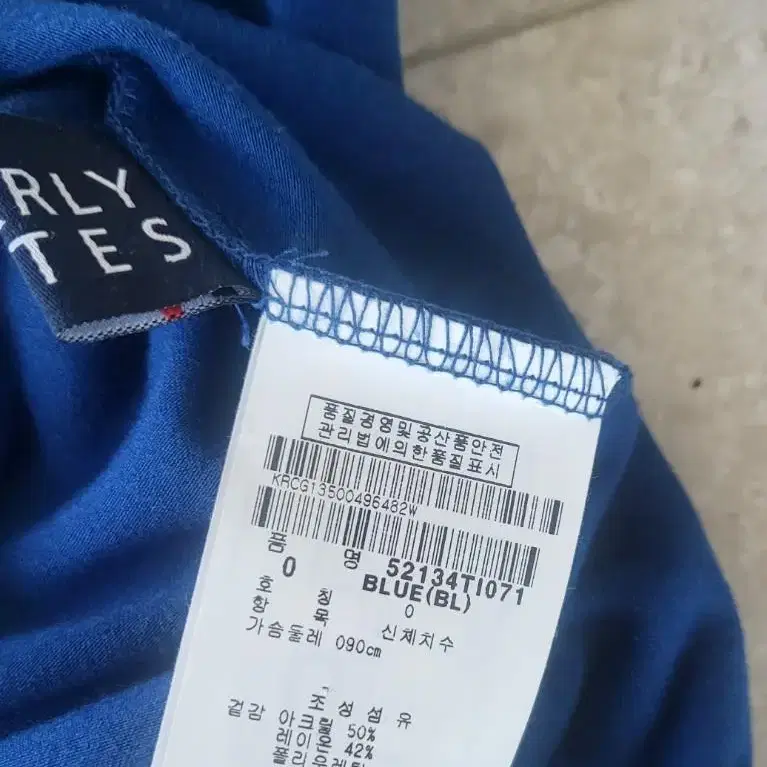 RLY
TES
품질경영및공산품안전
관리법에의한품질표시
KRCG13500496482W
품 명 52134TI071
0 BLUE(BL)
호 칭 0
항 목 신체치수
가슴둘레 090cm
조 성 섬 유
겉감 아크릴 50%
레이온 42%
폴리우레탄